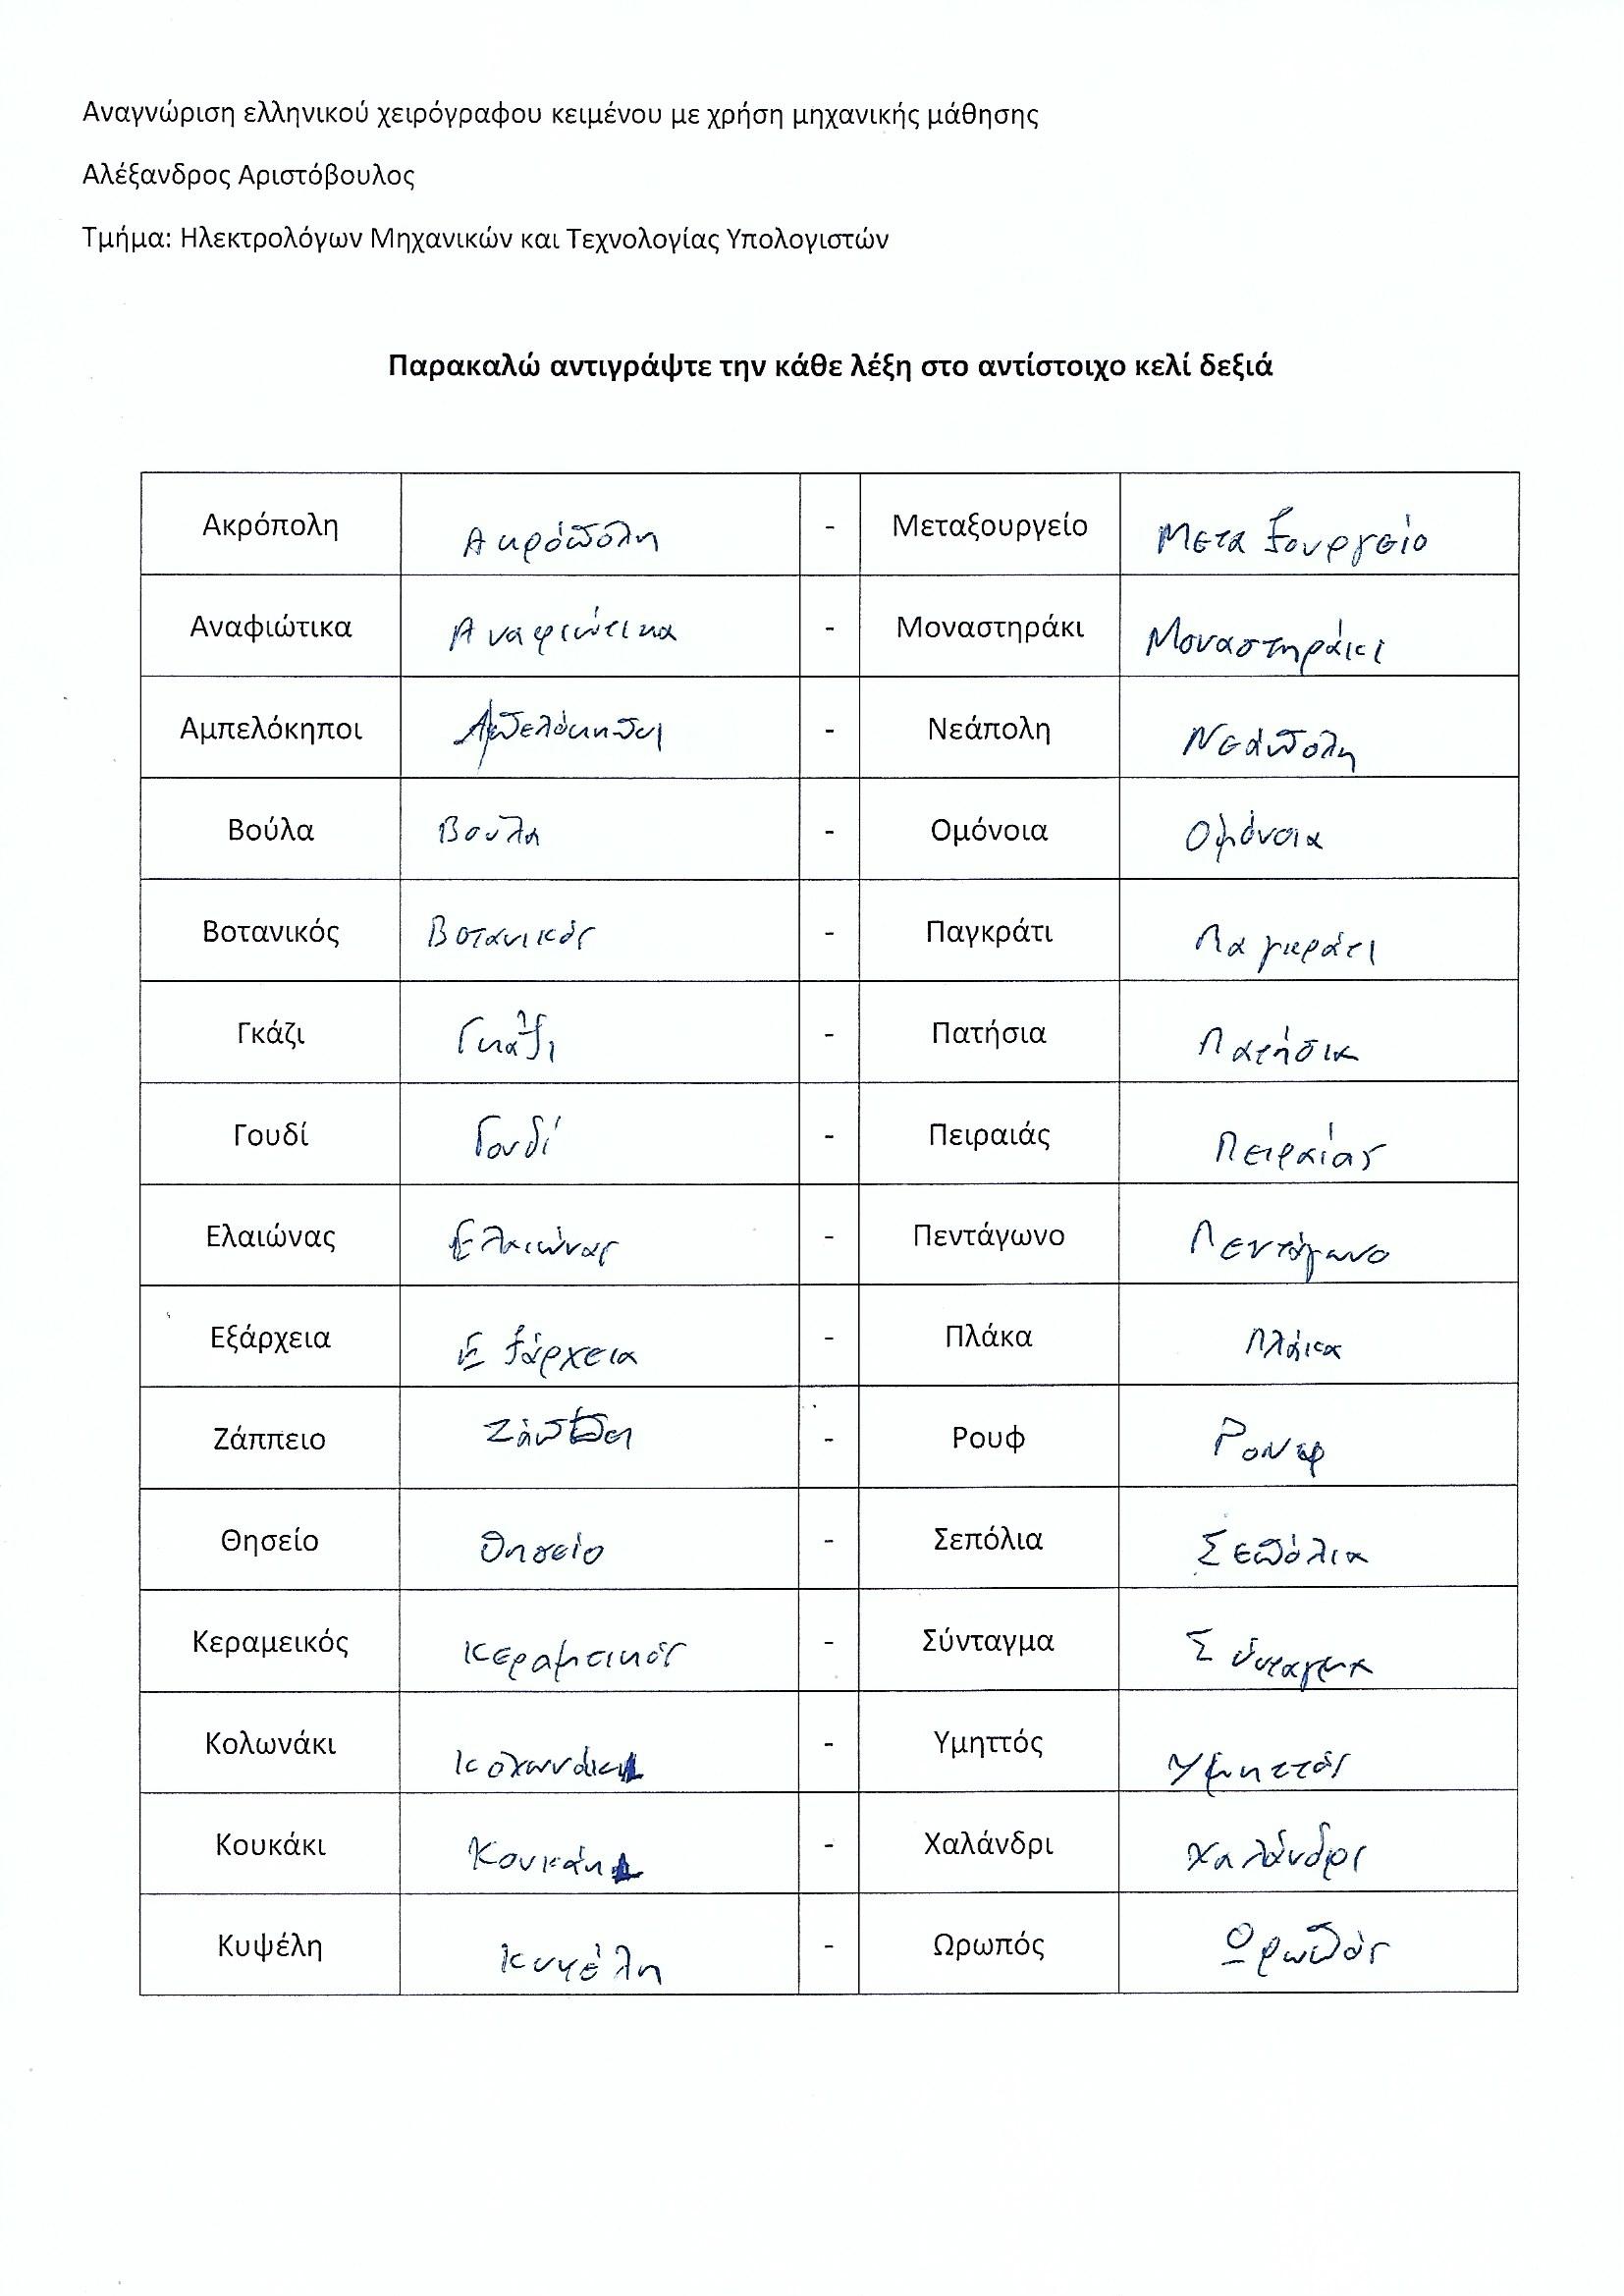 Αναγνώριση ελληνικού χειρόγραφου κειμένου με χρήση μηχανικής μάθησης
Αλέξανδρος Αριστόβουλος
Τμήμα: Ηλεκτρολόγων Μηχανικών και Τεχνολογίας Υπολογιστών
Παρακαλώ αντιγράψτε την κάθε λέξη στο αντίστοιχο κελί δεξιά
Ακρόπολη Ακρόπολη - Μεταξουργείο Μεταξουργείο
Αναφιώτικα Αναφιώτικα - Μοναστηράκι Μοναστηράκι
Αμπελόκηποι Αμπελόκηποι - Νεάπολη Νεάπολη
Βούλα Βουλα - Ομόνοια Ομόνοια
Βοτανικός Βοτανικός - Παγκράτι Παγκράτι
Γκάζι Γκάζι - Πατήσια Πατήσια
Γουδί Γουδί - Πειραιάς Πειραιάς
Ελαιώνας Ελαιώνας - Πεντάγωνο Πεντάγωνο
Εξάρχεια Εξάρχεια - Πλάκα Πλάκα
Ζάππειο - Ρουφ Ρουφ
Θησείο Θησείο - Σεπόλια Σεπόλια
Κεραμεικός Κεραμεικός - Σύνταγμα Σύνταγμα
Κολωνάκι Κολωνάκι - Υμηττός Υμηττός
Κουκάκι Κουκάκι - Χαλάνδρι Χαλάνδρι
Κυψέλη Κυψέλη - Ωρωπός Ωρωπός